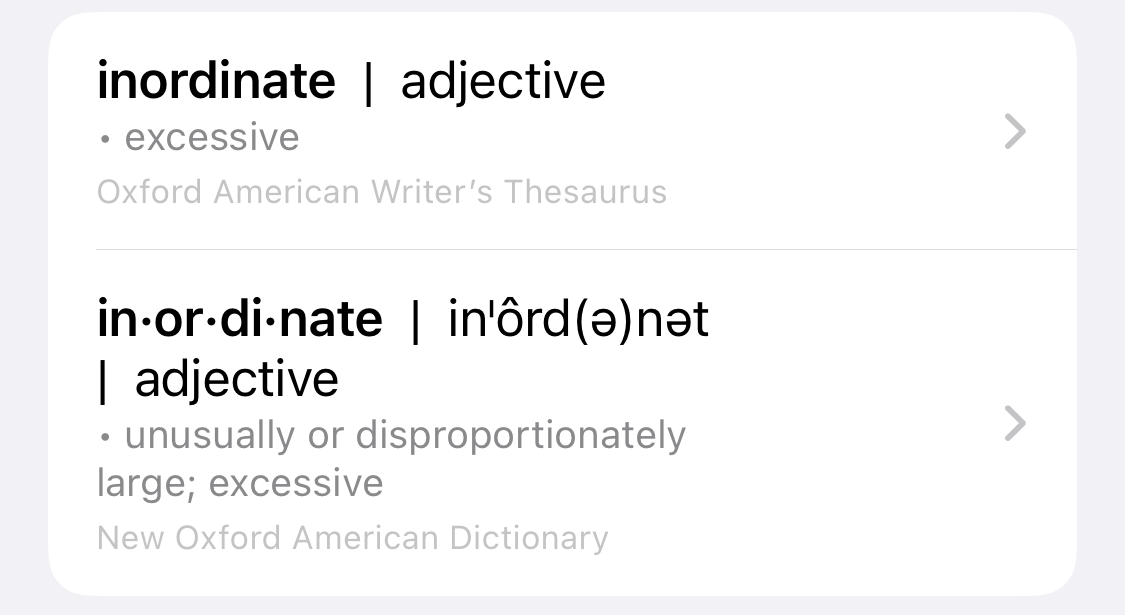 inordinate | adjective
• excessive
Oxford American Writer’s Thesaurus
in·or·di·nate | inˈôrd(ə)nət
| adjective
• unusually or disproportionately
large; excessive
New Oxford American Dictionary